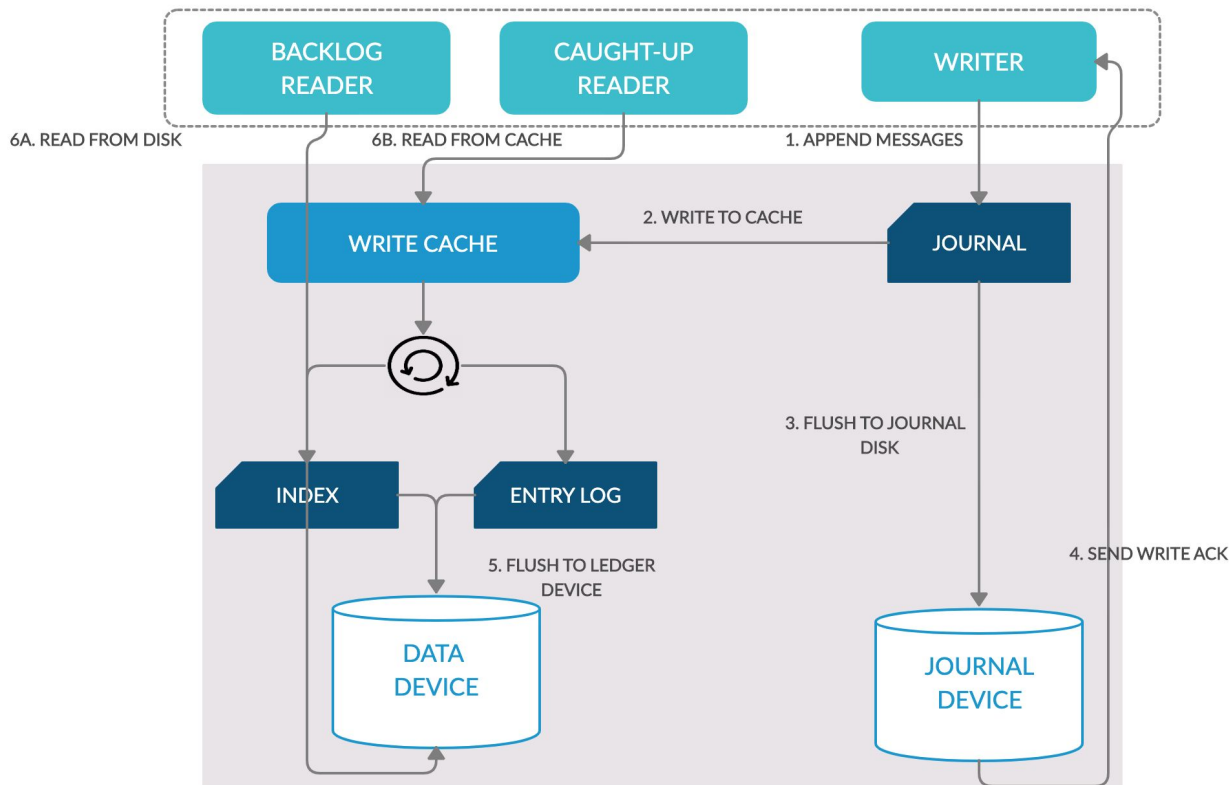 BACKLOG
READER
CAUGHT-UP
READER
WRITER
6A. READ FROM DISK
6B. READ FROM CACHE
1. APPEND MESSAGES
WRITE CACHE
2. WRITE TO CACHE
JOURNAL
3. FLUSH TO JOURNAL
DISK
INDEX
ENTRY LOG
4. SEND WRITE ACK
5. FLUSH TO LEDGER
DEVICE
DATA
DEVICE
JOURNAL
DEVICE